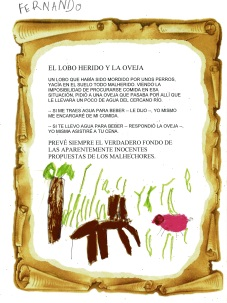 FERNANDO
EL LOBO HERIDO Y LA OVEJA
UN LOBO QUE HABÍA SIDO MORDIDO POR UNOS PERROS,
YACÍA EN EL SUELO TODO MALHERIDO. VIENDO LA
IMPOSIBILIDAD DE PROCURARSE COMIDA EN ESA
SITUACIÓN, PIDIÓ A UNA OVEJA QUE PASABA POR ALLÍ QUE
LE LLEVARA UN POCO DE AGUA DEL CERCANO RÍO.
-- SI ME TRAES AGUA PARA BEBER -- LE DIJO --, YO MISMO
ME ENCARGARÉ DE MI COMIDA.
-- SI TE LLEVO AGUA PARA BEBER -- RESPONDIÓ LA OVEJA --,
YO MISMA ASISTIRÉ A TU CENA.
PREVÉ SIEMPRE EL VERDADERO FONDO DE
LAS APARENTEMENTE INOCENTES
PROPUESTAS DE LOS MALHECHORES.